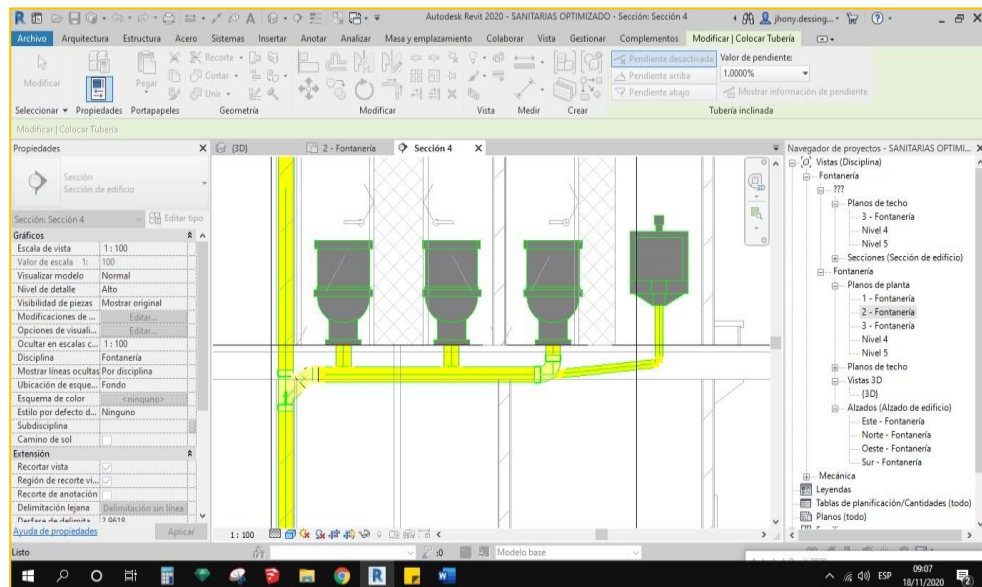 Autodesk Revit 2020 - SANITARIAS OPTIMIZADO - Sección: Sección 4
jhony.dessing...
Archivo Arquitectura Estructura Acero Sistemas Insertar Anotar Analizar Masa y emplazamiento Colaborar Vista Gestionar Complementos Modificar | Colocar Tubería
Modificar
Pegar
Recorte
Cortar
Unir
Pendiente desactivada
Pendiente arriba
Pendiente abajo
Valor de pendiente:
1.0000%
Mostrar información de pendiente
Seleccionar Propiedades Portapapeles Geometría Modificar Vista Medir Crear Tubería inclinada
Modificar | Colocar Tubería
Propiedades
{3D} 2 - Fontanería Sección 4
Navegador de proyectos - SANITARIAS OPTIMI...
Sección
Sección de edificio
Sección: Sección 4
Editar tipo
Gráficos
Escala de vista 1 : 100
Valor de escala 1: 100
Visualizar modelo Normal
Nivel de detalle Alto
Visibilidad de piezas Mostrar original
Modificaciones de ... Editar...
Opciones de visuali... Editar...
Ocultar en escalas c... 1 : 100
Disciplina Fontanería
Mostrar líneas ocultas Por disciplina
Ubicación de esque... Fondo
Esquema de color <ninguno>
Estilo por defecto d... Ninguno
Subdisciplina
Camino de sol
Extensión
Recortar vista
Región de recorte vi...
Recorte de anotación
Delimitación lejana Delimitación sin línea
Desfase de delimita... 2.9618
Ayuda de propiedades
Aplicar
Vistas (Disciplina)
Fontanería
???
Planos de techo
3 - Fontanería
Nivel 4
Nivel 5
Secciones (Sección de edificio)
Fontanería
Planos de planta
1 - Fontanería
2 - Fontanería
3 - Fontanería
Nivel 4
Nivel 5
Planos de techo
Vistas 3D
{3D}
Alzados (Alzado de edificio)
Este - Fontanería
Norte - Fontanería
Oeste - Fontanería
Sur - Fontanería
Mecánica
Leyendas
Tablas de planificación/Cantidades (todo)
Planos (todo)
1 : 100
Listo
:0
Modelo base
ESP
09:07
18/11/2020